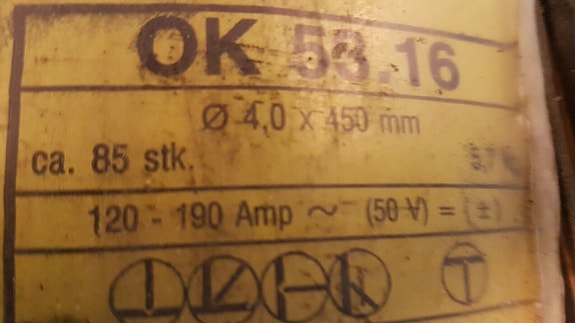 OK 53.16
Ø 4,0 x 450 mm
ca. 85 stk.
120 - 190 Amp ~ (50 V) = (±)